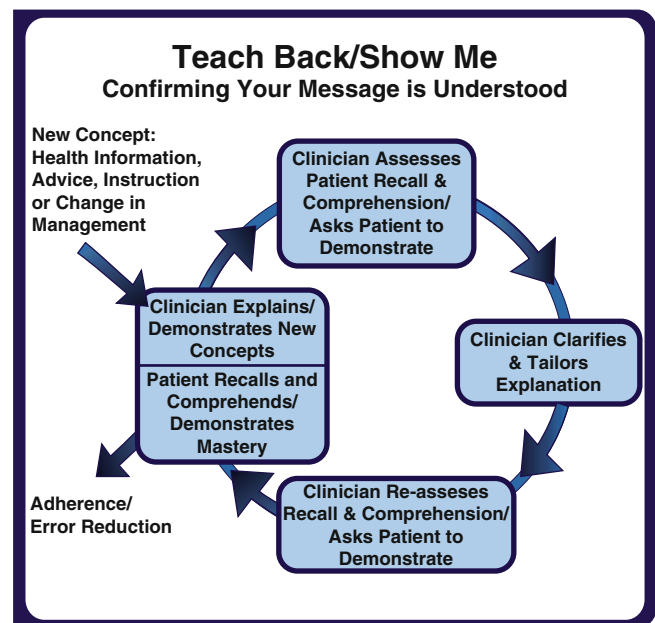 Teach Back/Show Me
Confirming Your Message is Understood
New Concept:
Health Information,
Advice, Instruction
or Change in
Management
Clinician Assesses
Patient Recall &
Comprehension/
Asks Patient to
Demonstrate
Clinician Explains/
Demonstrates New
Concepts
Patient Recalls and
Comprehends/
Demonstrates
Mastery
Clinician Clarifies
& Tailors
Explanation
Clinician Re-asseses
Recall & Comprehension/
Asks Patient to
Demonstrate
Adherence/
Error Reduction